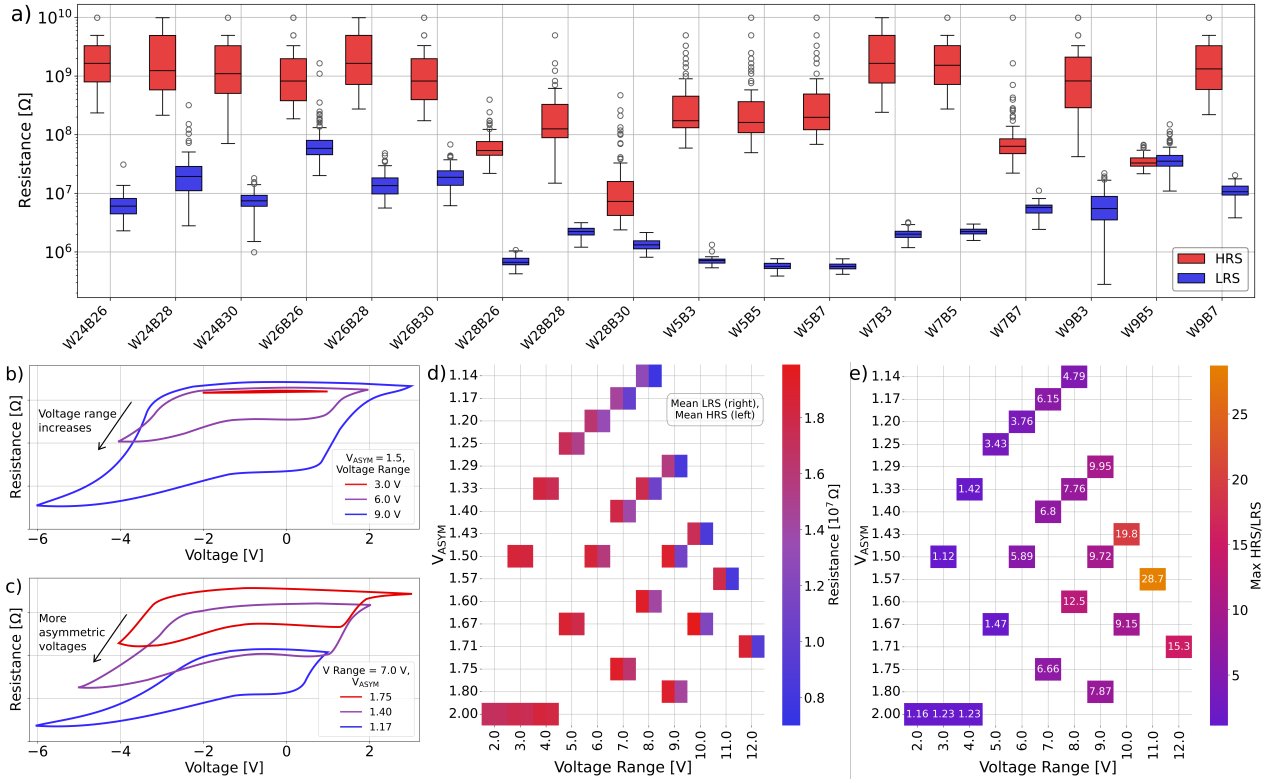 a)
Resistance [Ω]
10¹⁰
10⁹
10⁸
10⁷
10⁶
HRS
LRS
W24B26
W24B28
W24B30
W26B26
W26B28
W26B30
W28B26
W28B28
W28B30
W5B3
W5B5
W5B7
W7B3
W7B5
W7B7
W9B3
W9B5
W9B7
b)
Resistance [Ω]
Voltage range
increases
V_ASYM = 1.5,
Voltage Range
3.0 V
6.0 V
9.0 V
−6
−4
−2
0
2
Voltage [V]
c)
Resistance [Ω]
More
asymmetric
voltages
V Range = 7.0 V,
V_ASYM
1.75
1.40
1.17
−6
−4
−2
0
2
Voltage [V]
d)
V_ASYM
1.14
1.17
1.20
1.25
1.29
1.33
1.40
1.43
1.50
1.57
1.60
1.67
1.71
1.75
1.80
2.00
Mean LRS (right),
Mean HRS (left)
2.0
3.0
4.0
5.0
6.0
7.0
8.0
9.0
10.0
11.0
12.0
Voltage Range [V]
1.8
1.6
1.4
1.2
1.0
0.8
Resistance [10⁷ Ω]
e)
V_ASYM
1.14
1.17
1.20
1.25
1.29
1.33
1.40
1.43
1.50
1.57
1.60
1.67
1.71
1.75
1.80
2.00
4.79
6.15
3.76
3.43
9.95
1.42
7.76
6.8
19.8
1.12
5.89
9.72
28.7
12.5
1.47
9.15
15.3
6.66
7.87
1.16
1.23
1.23
2.0
3.0
4.0
5.0
6.0
7.0
8.0
9.0
10.0
11.0
12.0
Voltage Range [V]
25
20
15
10
5
Max HRS/LRS